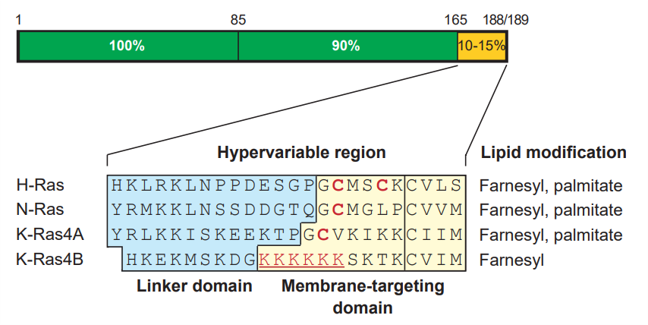 1 85 165 188/189
100% 90% 10-15%
Hypervariable region Lipid modification
H-Ras HKLRKLNPPDESGPGCMSCKCVLS Farnesyl, palmitate
N-Ras YRMKKLNSSDDGTQGCMGLPCVVM Farnesyl, palmitate
K-Ras4A YRLKKISKEEKTPGCVKIKKCIIM Farnesyl, palmitate
K-Ras4B HKEKMSKDGKKKKKKSKTKCVIM Farnesyl
Linker domain Membrane-targeting
domain